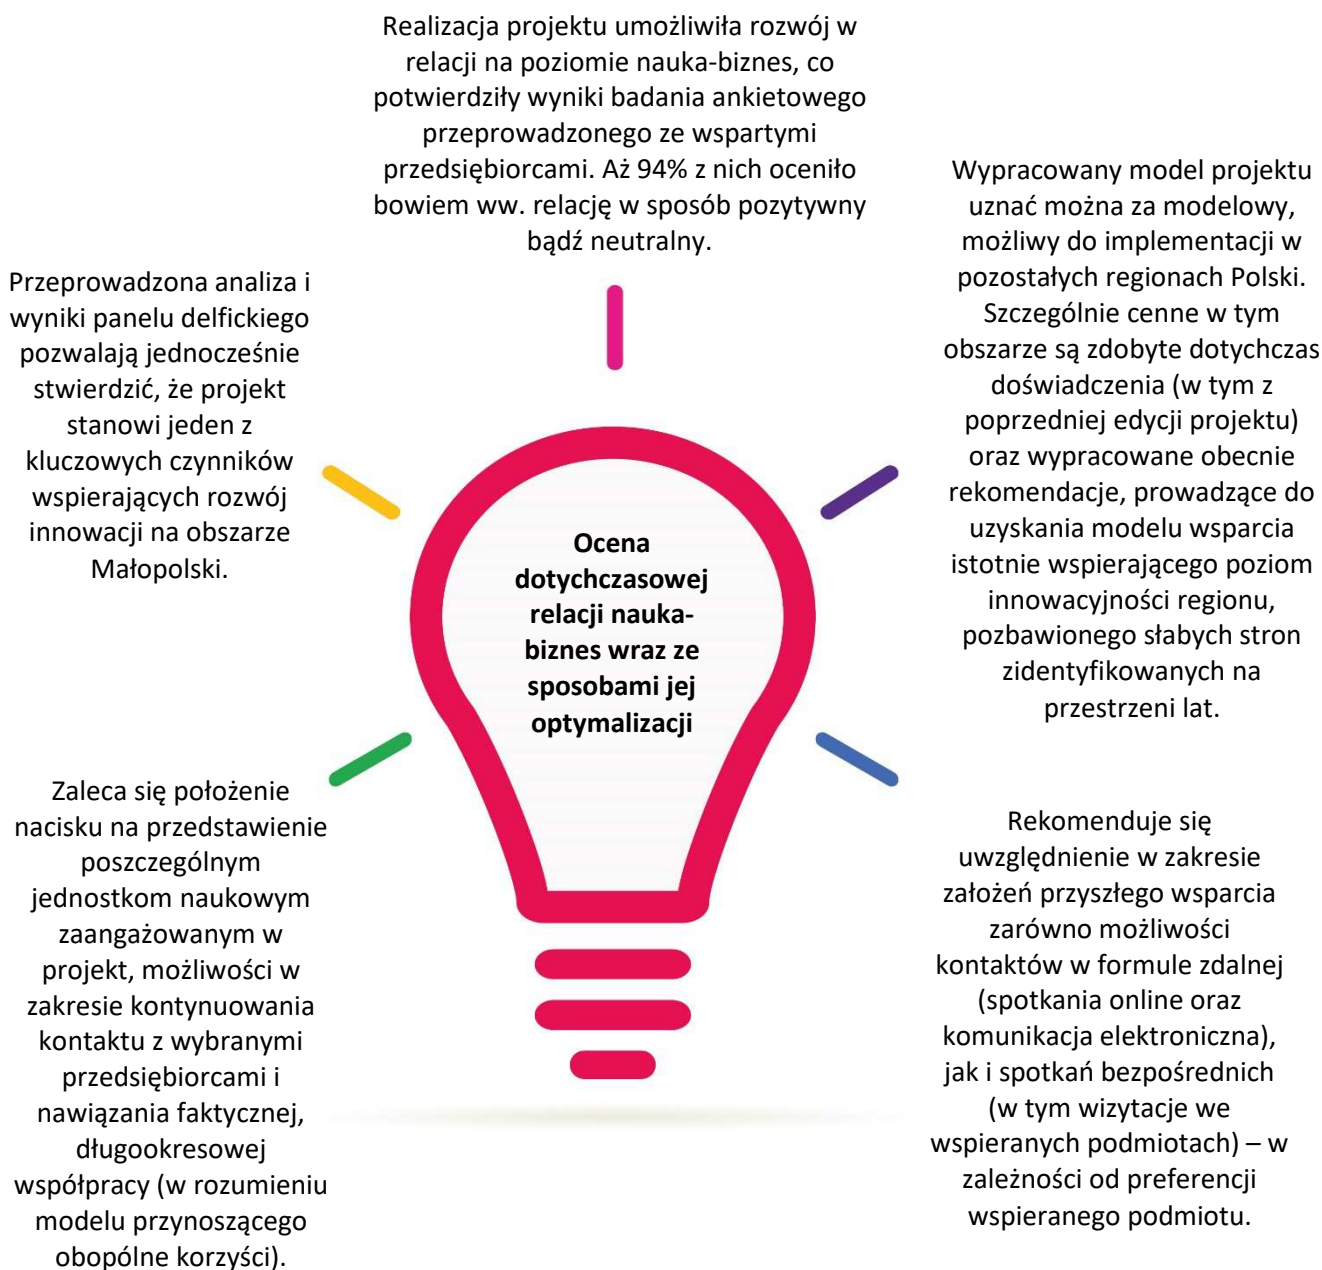 Realizacja projektu umożliwiła rozwój w
relacji na poziomie nauka-biznes, co
potwierdziły wyniki badania ankietowego
przeprowadzonego ze wspartymi
przedsiębiorcami. Aż 94% z nich oceniło
bowiem ww. relację w sposób pozytywny
bądź neutralny.
Przeprowadzona analiza i
wyniki panelu delfickiego
pozwalają jednocześnie
stwierdzić, że projekt
stanowi jeden z
kluczowych czynników
wspierających rozwój
innowacji na obszarze
Małopolski.
Wypracowany model projektu
uznać można za modelowy,
możliwy do implementacji w
pozostałych regionach Polski.
Szczególnie cenne w tym
obszarze są zdobyte dotychczas
doświadczenia (w tym z
poprzedniej edycji projektu)
oraz wypracowane obecnie
rekomendacje, prowadzące do
uzyskania modelu wsparcia
istotnie wspierającego poziom
innowacyjności regionu,
pozbawionego słabych stron
zidentyfikowanych na
przestrzeni lat.
Ocena
dotychczasowej
relacji nauka-
biznes wraz ze
sposobami jej
optymalizacji
Zaleca się położenie
nacisku na przedstawienie
poszczególnym
jednostkom naukowym
zaangażowanym w
projekt, możliwości w
zakresie kontynuowania
kontaktu z wybranymi
przedsiębiorcami i
nawiązania faktycznej,
długookresowej
współpracy (w rozumieniu
modelu przynoszącego
obopólne korzyści).
Rekomenduje się
uwzględnienie w zakresie
założeń przyszłego wsparcia
zarówno możliwości
kontaktów w formule zdalnej
(spotkania online oraz
komunikacja elektroniczna),
jak i spotkań bezpośrednich
(w tym wizytacje we
wspieranych podmiotach) – w
zależności od preferencji
wspieranego podmiotu.